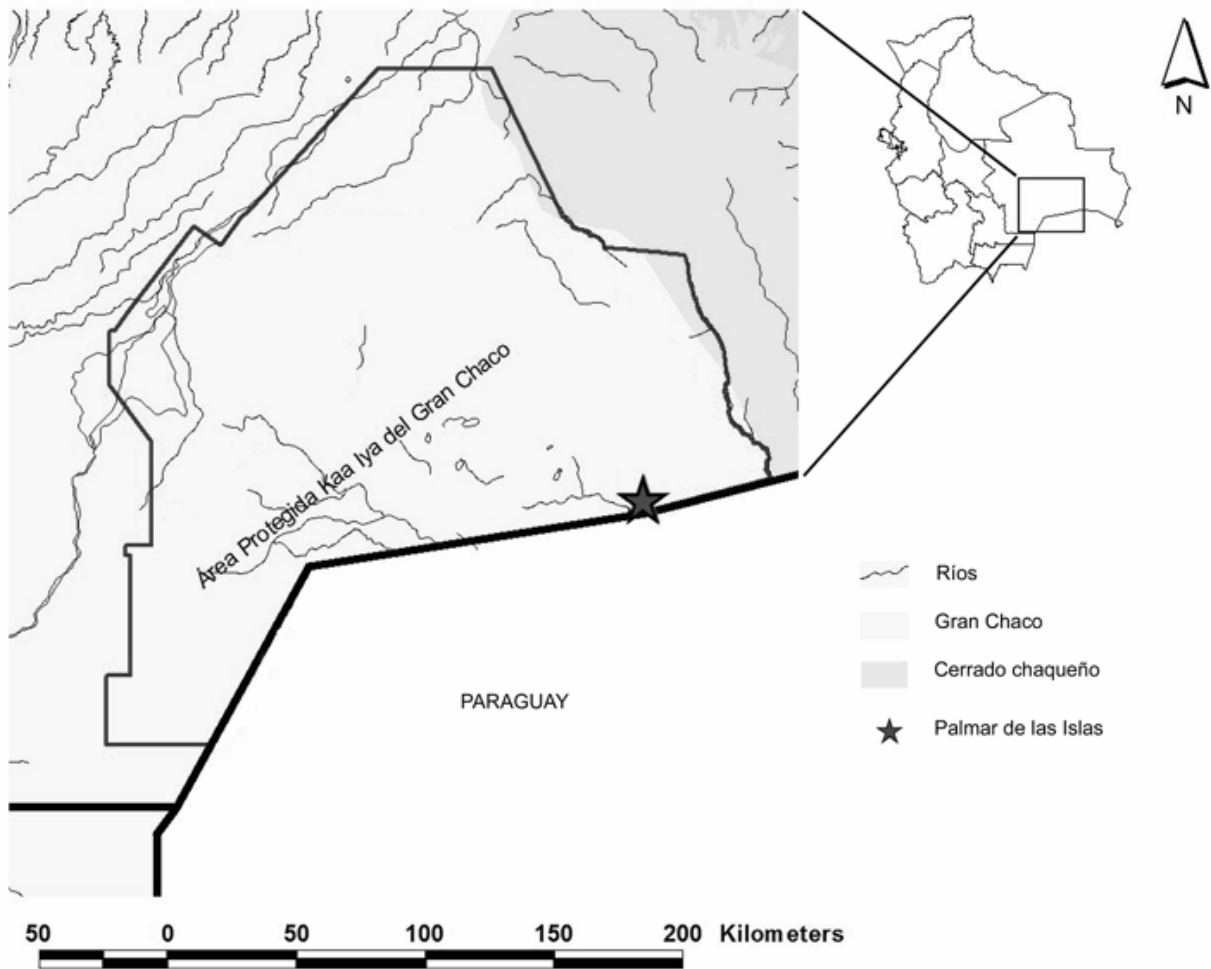 N
Área Protegida Kaa Iya del Gran Chaco
Ríos
Gran Chaco
Cerrado chaqueño
Palmar de las Islas
PARAGUAY
50 0 50 100 150 200 Kilometers